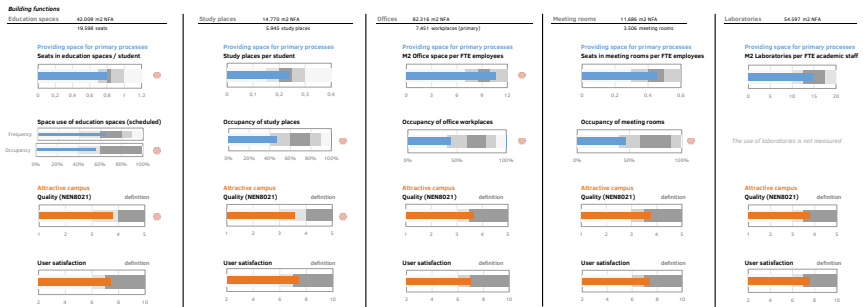 Building functions
Education spaces 42.009 m2 NFA
19.598 seats
Providing space for primary processes
Seats in education spaces / student
0 0,2 0,4 0,6 0,8 1 1,2
Space use of education spaces (scheduled)
Frequency
Occupancy
0% 20% 40% 60% 80% 100%
Attractive campus
Quality (NEN8021) definition
1 2 3 4 5
User satisfaction definition
2 4 6 8 10
Study places 14.770 m2 NFA
5.945 study places
Providing space for primary processes
Study places per student
0 0,1 0,2 0,3 0,4
Occupancy of study places
0% 20% 40% 60% 80% 100%
Attractive campus
Quality (NEN8021) definition
1 2 3 4 5
User satisfaction definition
2 4 6 8 10
Offices 82.316 m2 NFA
7.451 workplaces (primary)
Providing space for primary processes
M2 Office space per FTE employees
0 3 6 9 12
Occupancy of office workplaces
0% 50% 100%
Attractive campus
Quality (NEN8021) definition
1 2 3 4 5
User satisfaction definition
2 4 6 8 10
Meeting rooms 11.686 m2 NFA
3.506 meeting rooms
Providing space for primary processes
Seats in meeting rooms per FTE employees
0 0,2 0,4 0,6
Occupancy of meeting rooms
0% 50% 100%
Attractive campus
Quality (NEN8021) definition
1 2 3 4 5
User satisfaction definition
2 4 6 8 10
Laboratories 54.597 m2 NFA
Providing space for primary processes
M2 Laboratories per FTE academic staff
0 5 10 15 20
The use of laboratories is not measured
Attractive campus
Quality (NEN8021) definition
1 2 3 4 5
User satisfaction definition
2 4 6 8 10